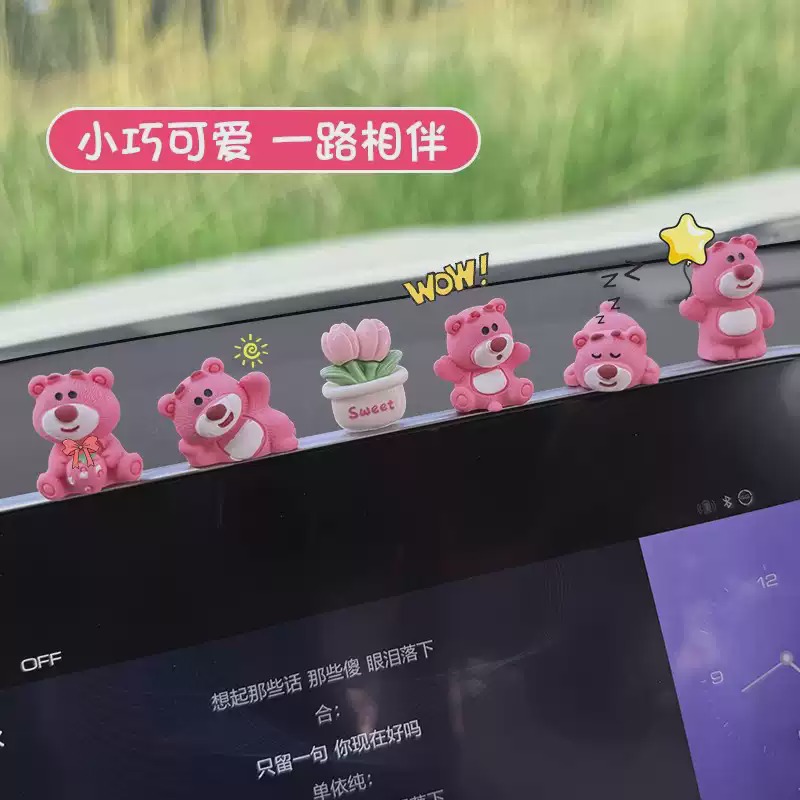 小巧可爱 一路相伴
WOW!
z z z z
Sweet
OFF
12
9
想起那些话 那些傻 眼泪落下
合:
只留一句 你现在好吗
单依纯:
落下